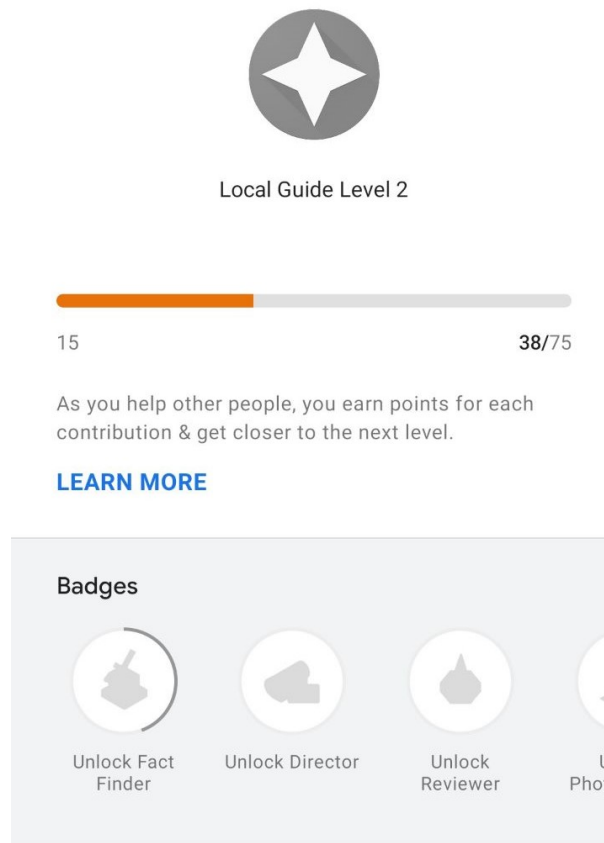 Local Guide Level 2
15 38/75
As you help other people, you earn points for each
contribution & get closer to the next level.
LEARN MORE
Badges
Unlock Fact
Finder
Unlock Director
Unlock
Reviewer